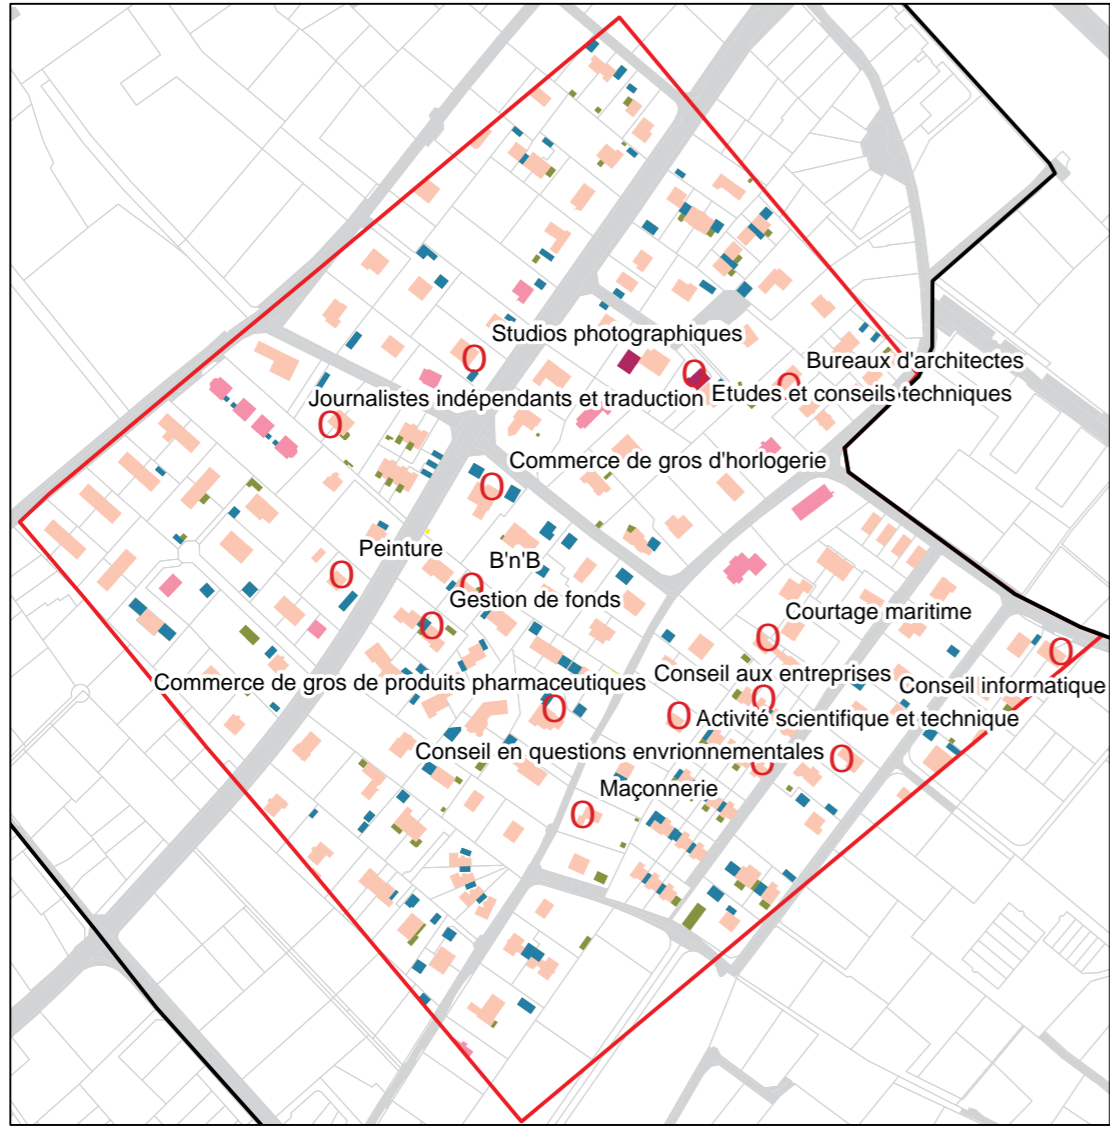 Studios photographiques
Bureaux d'architectes
Journalistes indépendants et traduction
Etudes et conseils techniques
Commerce de gros d'horlogerie
Peinture
B'n'B
Gestion de fonds
Courtage maritime
Commerce de gros de produits pharmaceutiques
Conseil aux entreprises
Conseil informatique
Activité scientifique et technique
Conseil en questions envrionnementales
Maçonnerie